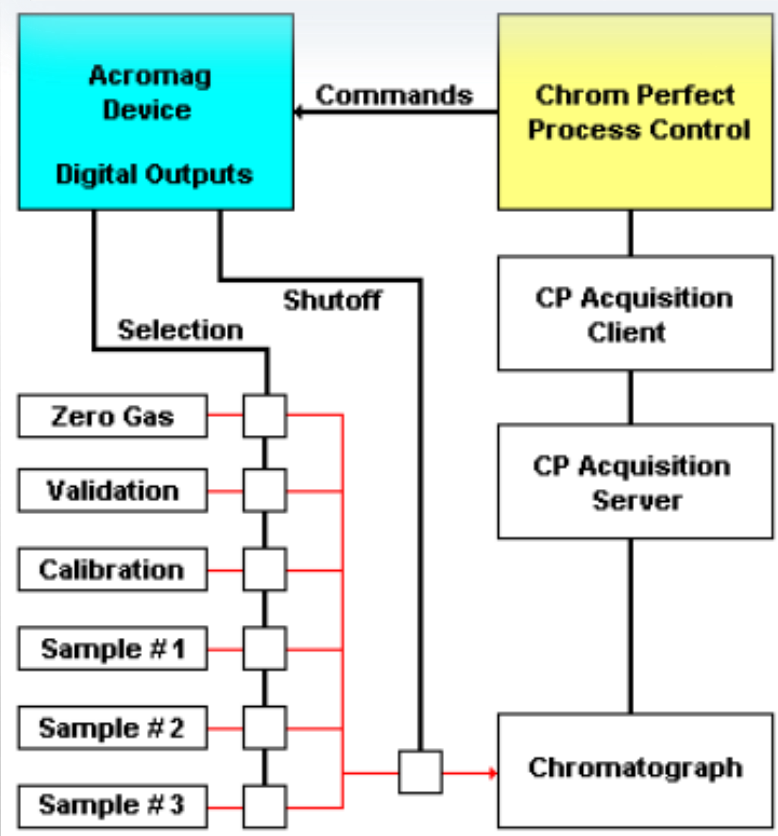 Acromag
Device
Digital Outputs
Commands
Chrom Perfect
Process Control
CP Acquisition
Client
Shutoff
Selection
Zero Gas
Validation
CP Acquisition
Server
Calibration
Sample #1
Sample #2
Sample #3
Chromatograph